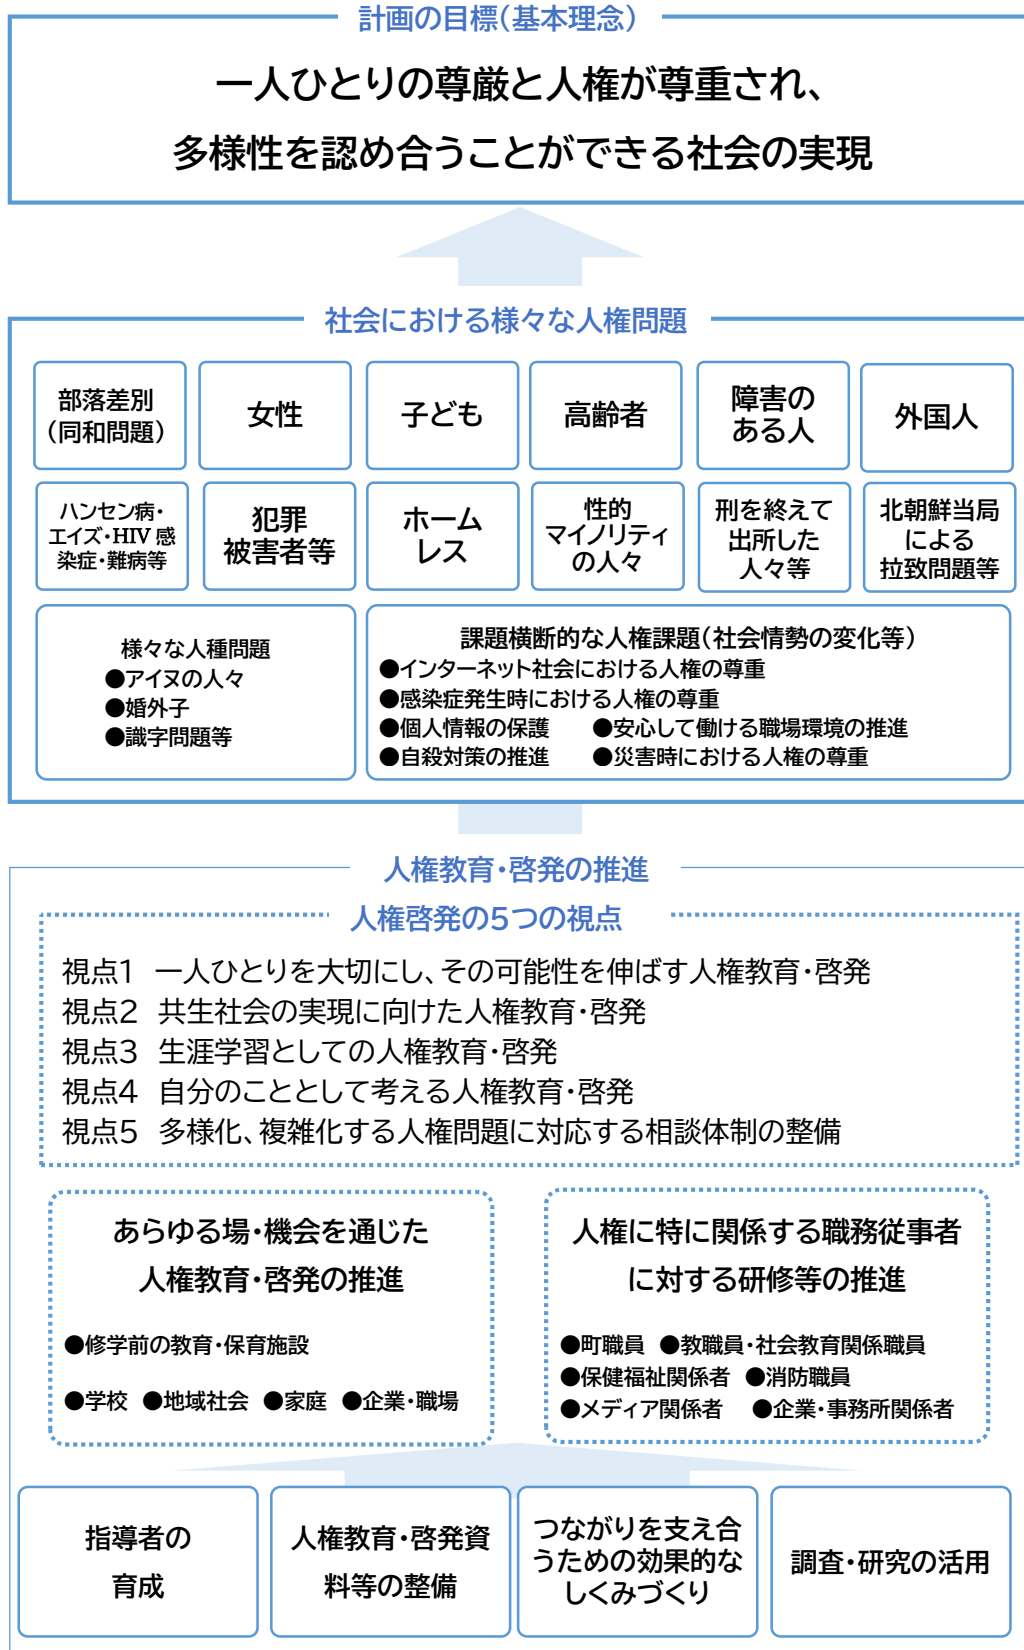 計画の目標(基本理念)
一人ひとりの尊厳と人権が尊重され、
多様性を認め合うことができる社会の実現
社会における様々な人権問題
部落差別
(同和問題)
女性
子ども
高齢者
障害の
ある人
外国人
ハンセン病・
エイズ・HIV 感
染症・難病等
犯罪
被害者等
ホーム
レス
性的
マイノリティ
の人々
刑を終えて
出所した
人々等
北朝鮮当局
による
拉致問題等
様々な人種問題
●アイヌの人々
●婚外子
●識字問題等
課題横断的な人権課題(社会情勢の変化等)
●インターネット社会における人権の尊重
●感染症発生時における人権の尊重
●個人情報の保護 ●安心して働ける職場環境の推進
●自殺対策の推進 ●災害時における人権の尊重
人権教育・啓発の推進
人権啓発の5つの視点
視点1 一人ひとりを大切にし、その可能性を伸ばす人権教育・啓発
視点2 共生社会の実現に向けた人権教育・啓発
視点3 生涯学習としての人権教育・啓発
視点4 自分のこととして考える人権教育・啓発
視点5 多様化、複雑化する人権問題に対応する相談体制の整備
あらゆる場・機会を通じた
人権教育・啓発の推進
●修学前の教育・保育施設
●学校 ●地域社会 ●家庭 ●企業・職場
人権に特に関係する職務従事者
に対する研修等の推進
●町職員 ●教職員・社会教育関係職員
●保健福祉関係者 ●消防職員
●メディア関係者 ●企業・事務所関係者
指導者の
育成
人権教育・啓発資
料等の整備
つながりを支え合
うための効果的な
しくみづくり
調査・研究の活用